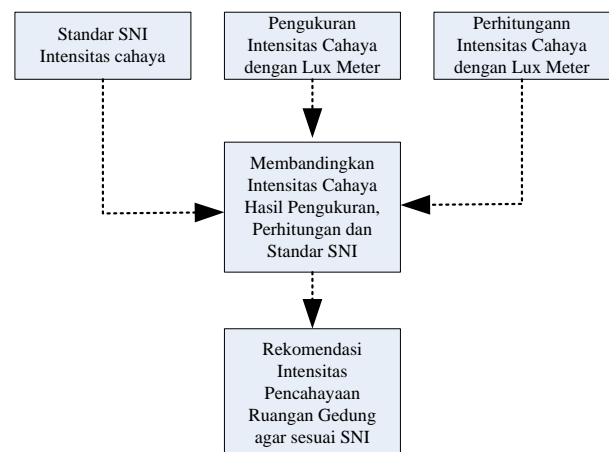 Standar SNI
Intensitas cahaya
Pengukuran
Intensitas Cahaya
dengan Lux Meter
Perhitungann
Intensitas Cahaya
dengan Lux Meter
Membandingkan
Intensitas Cahaya
Hasil Pengukuran,
Perhitungan dan
Standar SNI
Rekomendasi
Intensitas
Pencahayaan
Ruangan Gedung
agar sesuai SNI